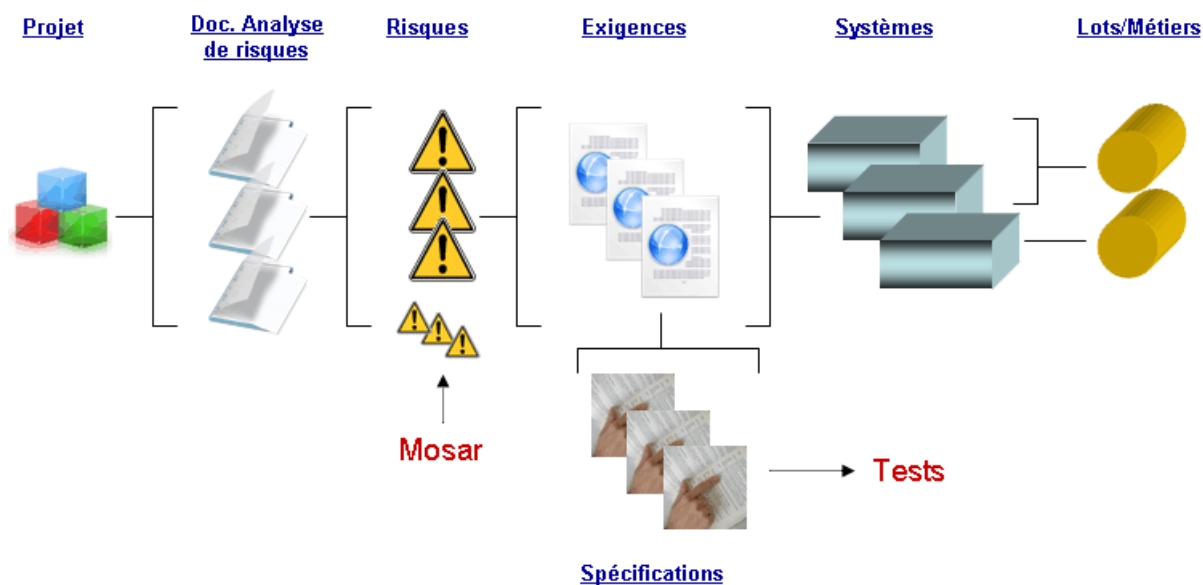 Projet
Doc. Analyse
de risques
Risques
Exigences
Systèmes
Lots/Métiers
Mosar
Tests
Spécifications